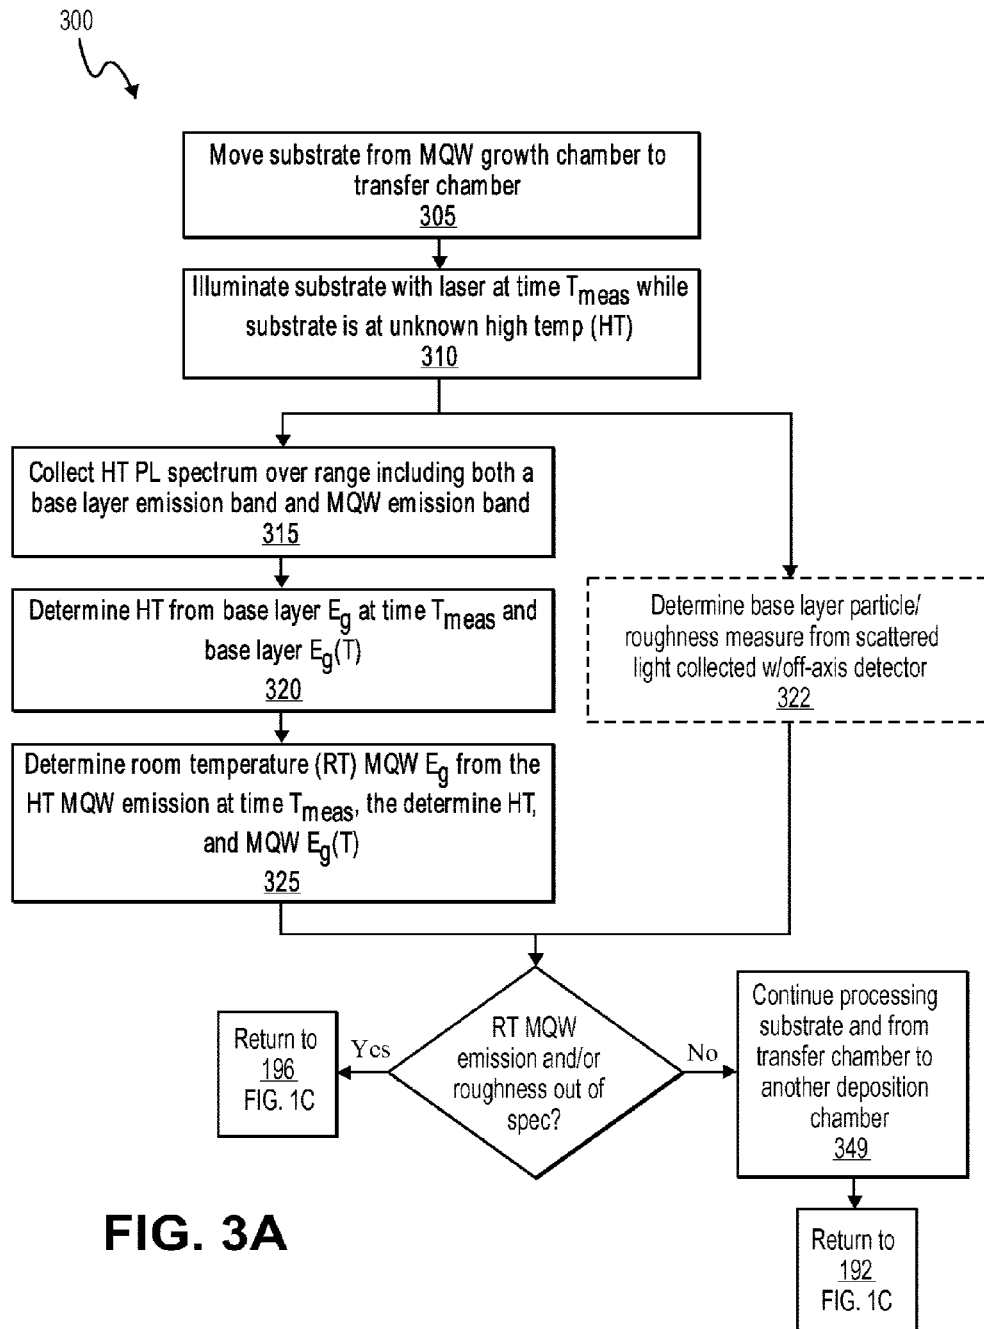 300
Move substrate from MQW growth chamber to
transfer chamber
305
Illuminate substrate with laser at time Tmeas while
substrate is at unknown high temp (HT)
310
Collect HT PL spectrum over range including both a
base layer emission band and MQW emission band
315
Determine HT from base layer Eg at time Tmeas and
base layer Eg(T)
320
Determine base layer particle/
roughness measure from scattered
light collected w/off-axis detector
322
Determine room temperature (RT) MQW Eg from the
HT MQW emission at time Tmeas, the determine HT,
and MQW Eg(T)
325
RT MQW
emission and/or
roughness out of
spec?
Yes
No
Return to
196
FIG. 1C
Continue processing
substrate and from
transfer chamber to
another deposition
chamber
349
Return to
192
FIG. 1C
FIG. 3A